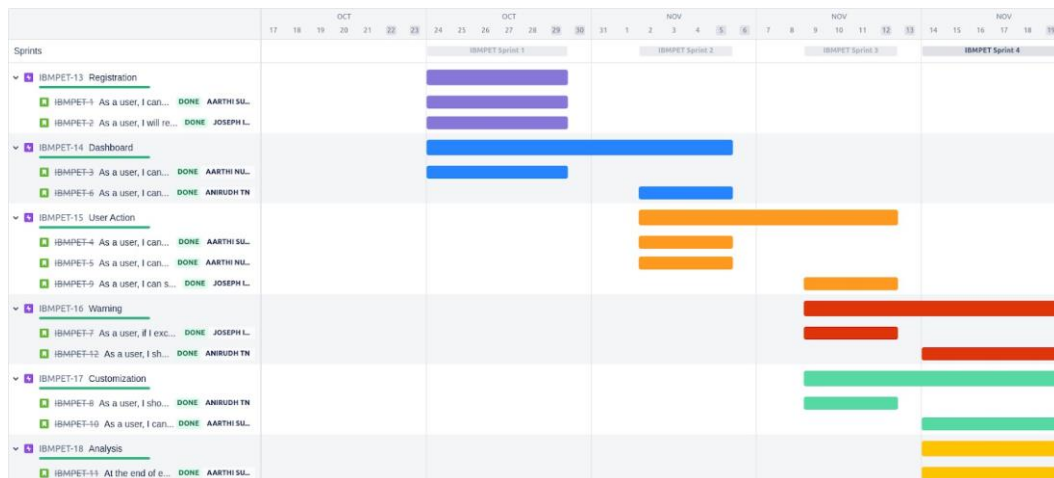 OCT OCT NOV NOV NOV
17 18 19 20 21 22 23 24 25 26 27 28 29 30 31 1 2 3 4 5 6 7 8 9 10 11 12 13 14 15 16 17 18 19
Sprints IBMPET Sprint 1 IBMPET Sprint 2 IBMPET Sprint 3 IBMPET Sprint 4
IBMPET-13 Registration
IBMPET-1 As a user, I can... DONE AARTHI SU...
IBMPET-2 As a user, I will re... DONE JOSEPH I...
IBMPET-14 Dashboard
IBMPET-3 As a user, I can... DONE AARTHI NU...
IBMPET-6 As a user, I can... DONE ANIRUDH TN
IBMPET-15 User Action
IBMPET-4 As a user, I can... DONE AARTHI SU...
IBMPET-5 As a user, I can... DONE AARTHI NU...
IBMPET-9 As a user, I can s... DONE JOSEPH I...
IBMPET-16 Warning
IBMPET-7 As a user, if I exc... DONE JOSEPH I...
IBMPET-12 As a user, I sh... DONE ANIRUDH TN
IBMPET-17 Customization
IBMPET-8 As a user, I sho... DONE ANIRUDH TN
IBMPET-10 As a user, I can... DONE AARTHI SU...
IBMPET-18 Analysis
IBMPET-11 At the end of e... DONE AARTHI SU...